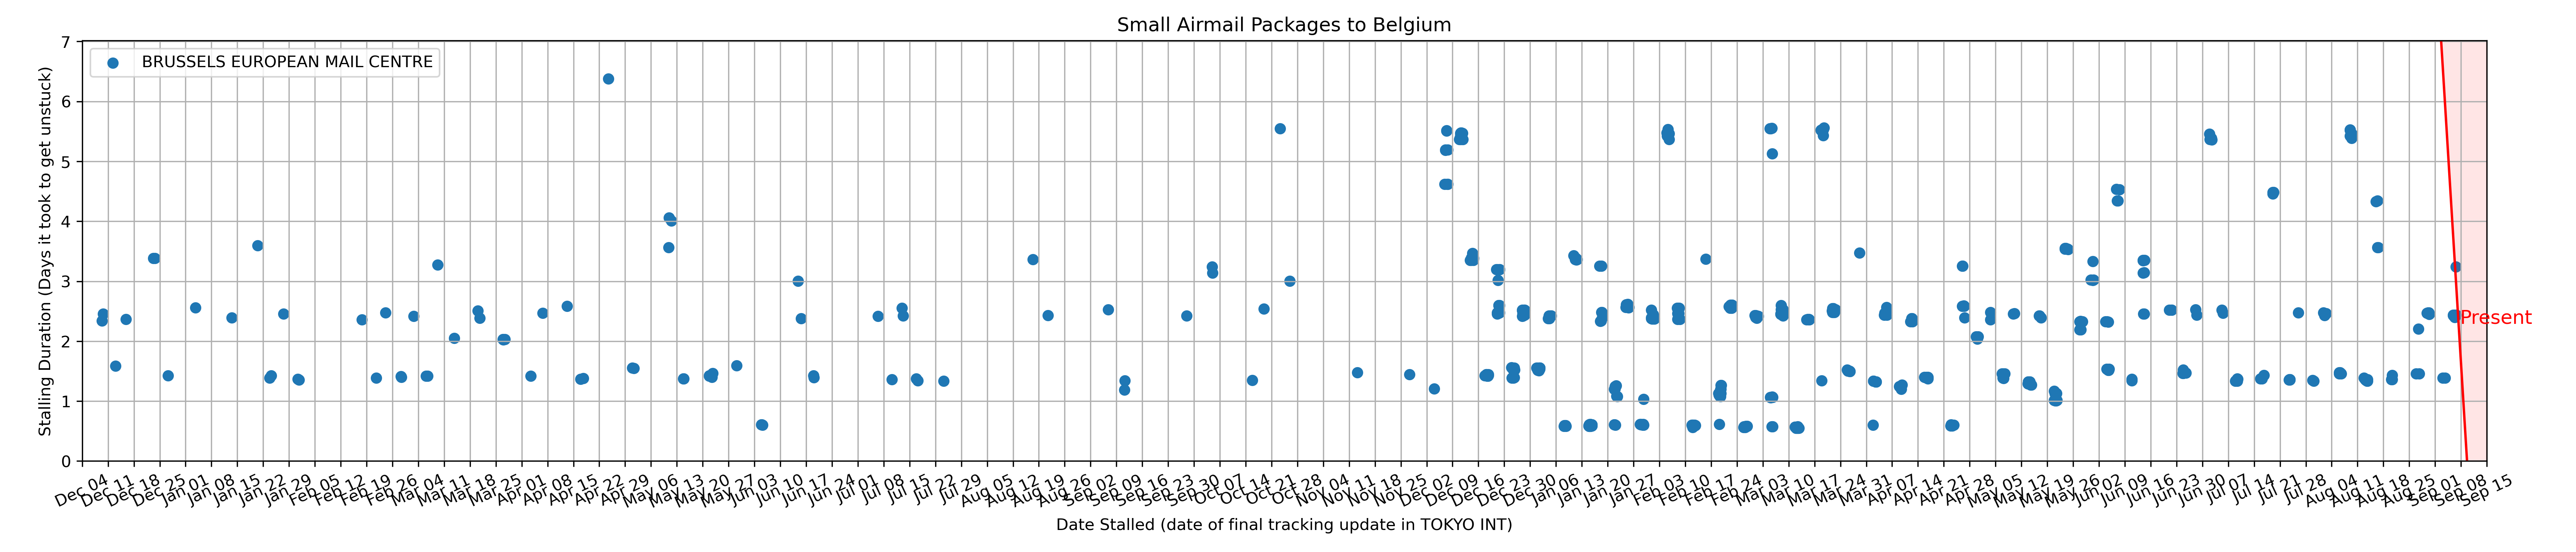 Small Airmail Packages to Belgium
BRUSSELS EUROPEAN MAIL CENTRE
Stalling Duration (Days it took to get unstuck)
7
6
5
4
3
2
1
0
Present
Dec 04
Dec 11
Dec 18
Dec 25
Jan 01
Jan 08
Jan 15
Jan 22
Jan 29
Feb 05
Feb 12
Feb 19
Feb 26
Mar 04
Mar 11
Mar 18
Mar 25
Apr 01
Apr 08
Apr 15
Apr 22
Apr 29
May 06
May 13
May 20
May 27
Jun 03
Jun 10
Jun 17
Jun 24
Jul 01
Jul 08
Jul 15
Jul 22
Jul 29
Aug 05
Aug 12
Aug 19
Aug 26
Sep 02
Sep 09
Sep 16
Sep 23
Sep 30
Oct 07
Oct 14
Oct 21
Oct 28
Nov 04
Nov 11
Nov 18
Nov 25
Dec 02
Dec 09
Dec 16
Dec 23
Dec 30
Jan 06
Jan 13
Jan 20
Jan 27
Feb 03
Feb 10
Feb 17
Feb 24
Mar 03
Mar 10
Mar 17
Mar 24
Mar 31
Apr 07
Apr 14
Apr 21
Apr 28
May 05
May 12
May 19
May 26
Jun 02
Jun 09
Jun 16
Jun 23
Jun 30
Jul 07
Jul 14
Jul 21
Jul 28
Aug 04
Aug 11
Aug 18
Aug 25
Sep 01
Sep 08
Sep 15
Date Stalled (date of final tracking update in TOKYO INT)